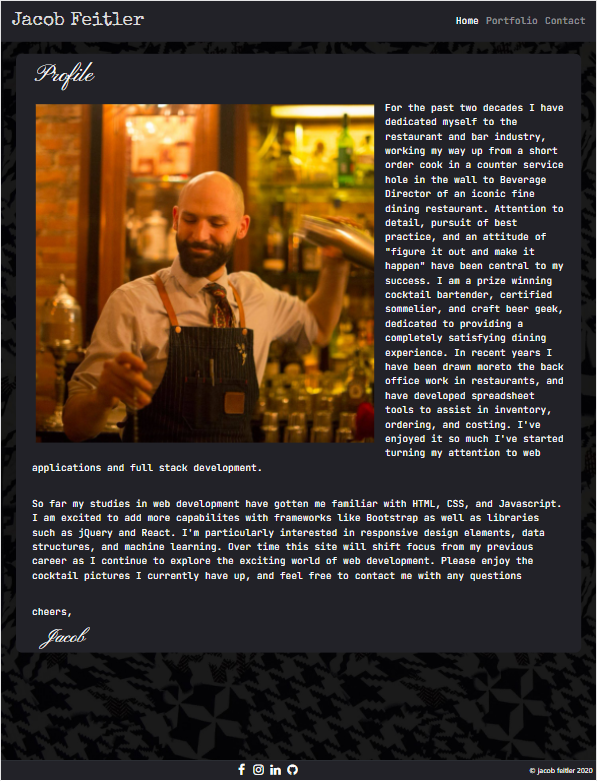 Jacob Feitler
Home Portfolio Contact
Profile
For the past two decades I have
dedicated myself to the
restaurant and bar industry,
working my way up from a short
order cook in a counter service
hole in the wall to Beverage
Director of an iconic fine
dining restaurant. Attention to
detail, pursuit of best
practice, and an attitude of
"figure it out and make it
happen" have been central to my
success. I am a prize winning
cocktail bartender, certified
sommelier, and craft beer geek,
dedicated to providing a
completely satisfying dining
experience. In recent years I
have been drawn moreto the back
office work in restaurants, and
have developed spreadsheet
tools to assist in inventory,
ordering, and costing. I've
enjoyed it so much I've started
turning my attention to web
applications and full stack development.
So far my studies in web development have gotten me familiar with HTML, CSS, and Javascript.
I am excited to add more capabilites with frameworks like Bootstrap as well as libraries
such as jQuery and React. I'm particularly interested in responsive design elements, data
structures, and machine learning. Over time this site will shift focus from my previous
career as I continue to explore the exciting world of web development. Please enjoy the
cocktail pictures I currently have up, and feel free to contact me with any questions
cheers,
Jacob
© jacob feitler 2020